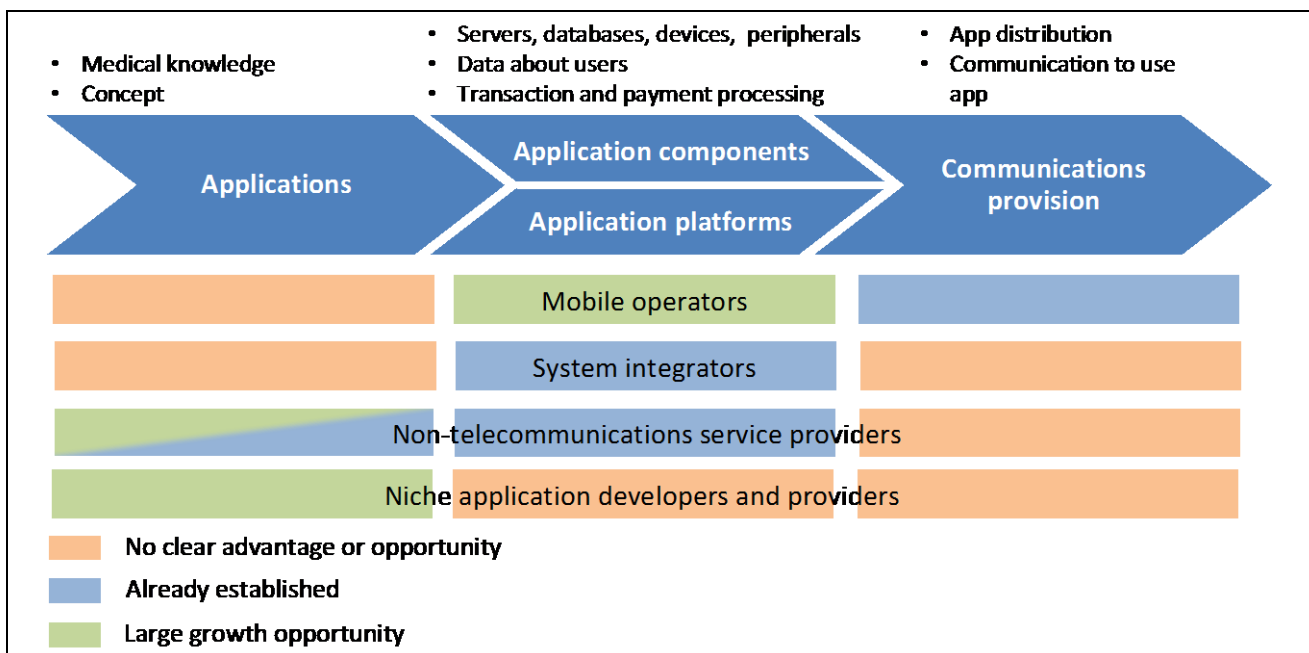 • Medical knowledge
• Concept
• Servers, databases, devices, peripherals
• Data about users
• Transaction and payment processing
• App distribution
• Communication to use
app
Applications
Application components
Application platforms
Communications
provision
Mobile operators
System integrators
Non-telecommunications service providers
Niche application developers and providers
No clear advantage or opportunity
Already established
Large growth opportunity